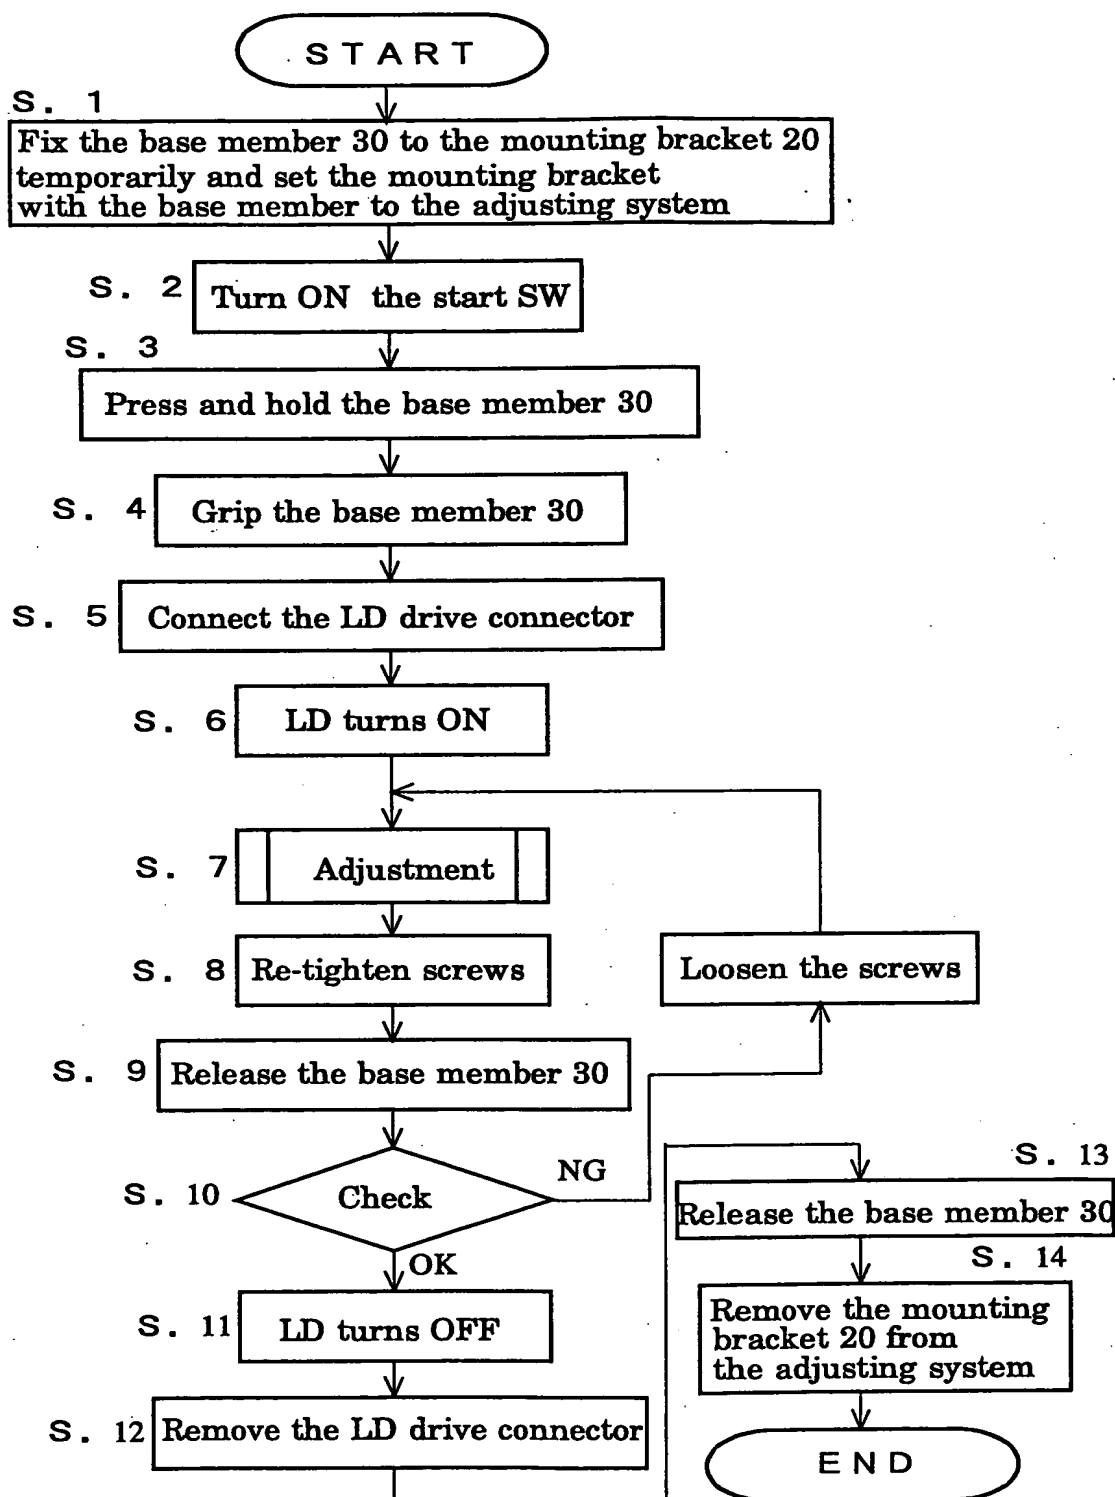 START
S. 1
Fix the base member 30 to the mounting bracket 20
temporarily and set the mounting bracket
with the base member to the adjusting system
S. 2
Turn ON the start SW
S. 3
Press and hold the base member 30
S. 4
Grip the base member 30
S. 5
Connect the LD drive connector
S. 6
LD turns ON
S. 7
Adjustment
S. 8
Re-tighten screws
Loosen the screws
S. 9
Release the base member 30
S. 10
Check
NG
OK
S. 11
LD turns OFF
S. 12
Remove the LD drive connector
S. 13
Release the base member 30
S. 14
Remove the mounting
bracket 20 from
the adjusting system
END